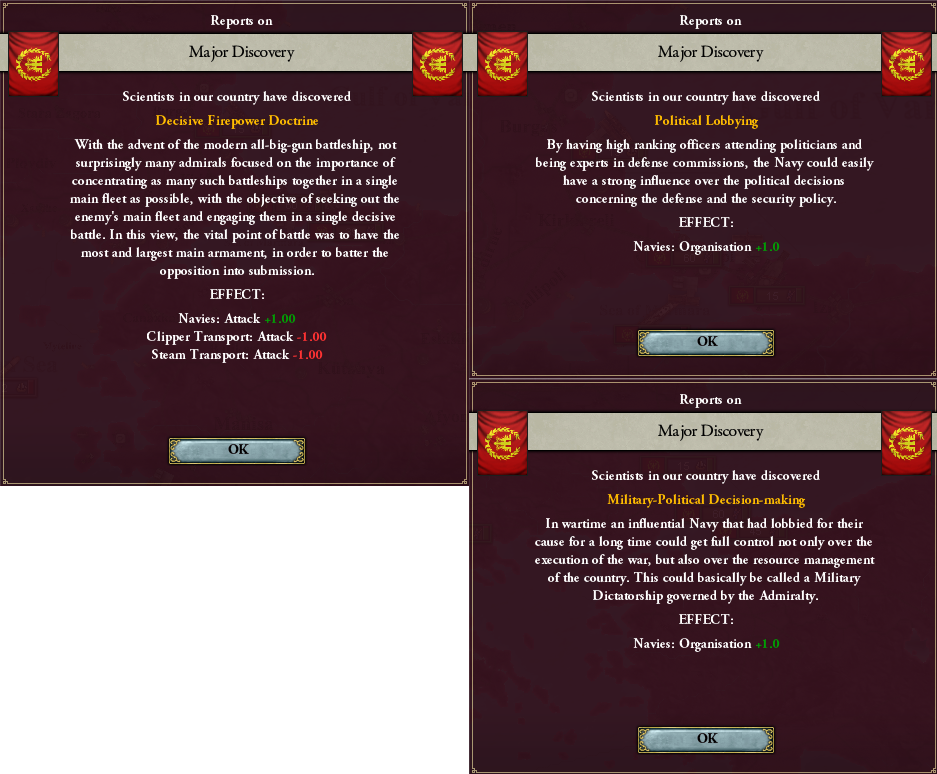 Reports on
Major Discovery
Scientists in our country have discovered
Decisive Firepower Doctrine
With the advent of the modern all-big-gun battleship, not
surprisingly many admirals focused on the importance of
concentrating as many such battleships together in a single
main fleet as possible, with the objective of seeking out the
enemy's main fleet and engaging them in a single decisive
battle. In this view, the vital point of battle was to have the
most and largest main armament, in order to batter the
opposition into submission.
EFFECT:
Navies: Attack +1.00
Clipper Transport: Attack -1.00
Steam Transport: Attack -1.00
OK
Reports on
Major Discovery
Scientists in our country have discovered
Political Lobbying
By having high ranking officers attending politicians and
being experts in defense commissions, the Navy could easily
have a strong influence over the political decisions
concerning the defense and the security policy.
EFFECT:
Navies: Organisation +1.0
OK
Reports on
Major Discovery
Scientists in our country have discovered
Military-Political Decision-making
In wartime an influential Navy that had lobbied for their
cause for a long time could get full control not only over the
execution of the war, but also over the resource management
of the country. This could basically be called a Military
Dictatorship governed by the Admiralty.
EFFECT:
Navies: Organisation +1.0
OK